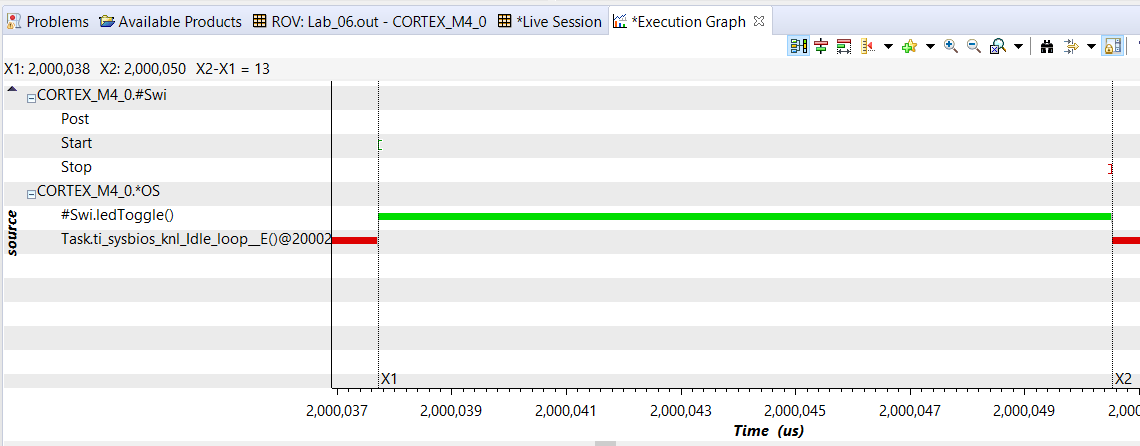 Problems Available Products ROV: Lab_06.out - CORTEX_M4_0 *Live Session *Execution Graph
X1: 2,000,038 X2: 2,000,050 X2-X1 = 13
CORTEX_M4_0.#Swi
Post
Start
Stop
CORTEX_M4_0.*OS
#Swi.ledToggle()
Task.ti_sysbios_knl_Idle_loop__E()@20002
source
X1 X2
2,000,037 2,000,039 2,000,041 2,000,043 2,000,045 2,000,047 2,000,049 2,000,0
Time (us)